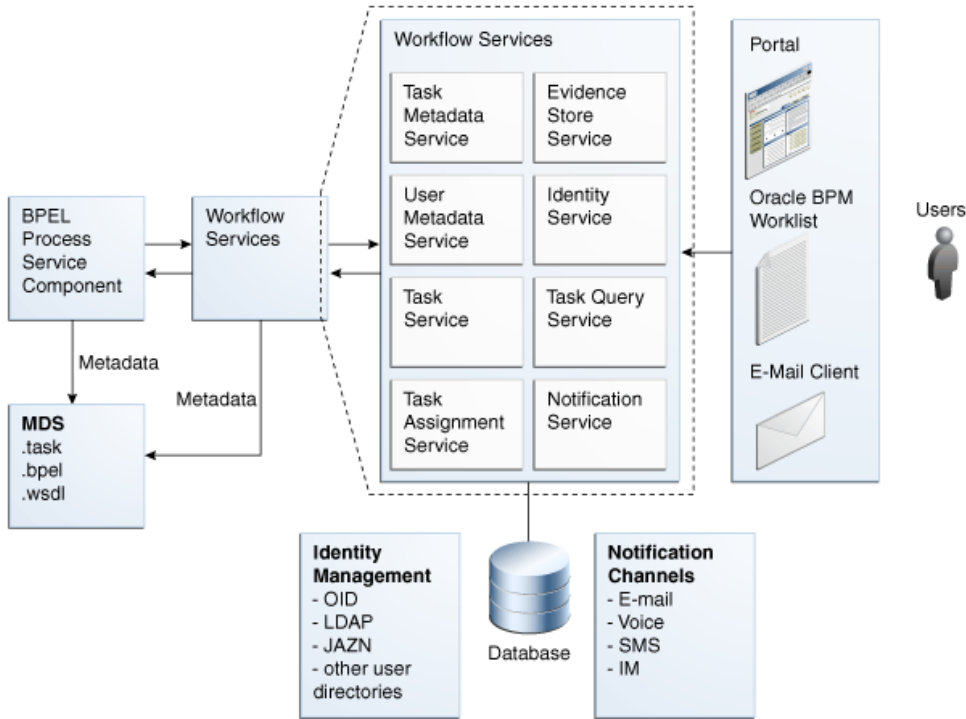 BPEL
Process
Service
Component
Workflow
Services
Metadata
Metadata
MDS
.task
.bpel
.wsdl
Workflow Services
Task
Metadata
Service
Evidence
Store
Service
User
Metadata
Service
Identity
Service
Task
Service
Task Query
Service
Task
Assignment
Service
Notification
Service
Portal
Oracle BPM
Worklist
E-Mail Client
Users
Identity
Management
- OID
- LDAP
- JAZN
- other user
directories
Database
Notification
Channels
- E-mail
- Voice
- SMS
- IM